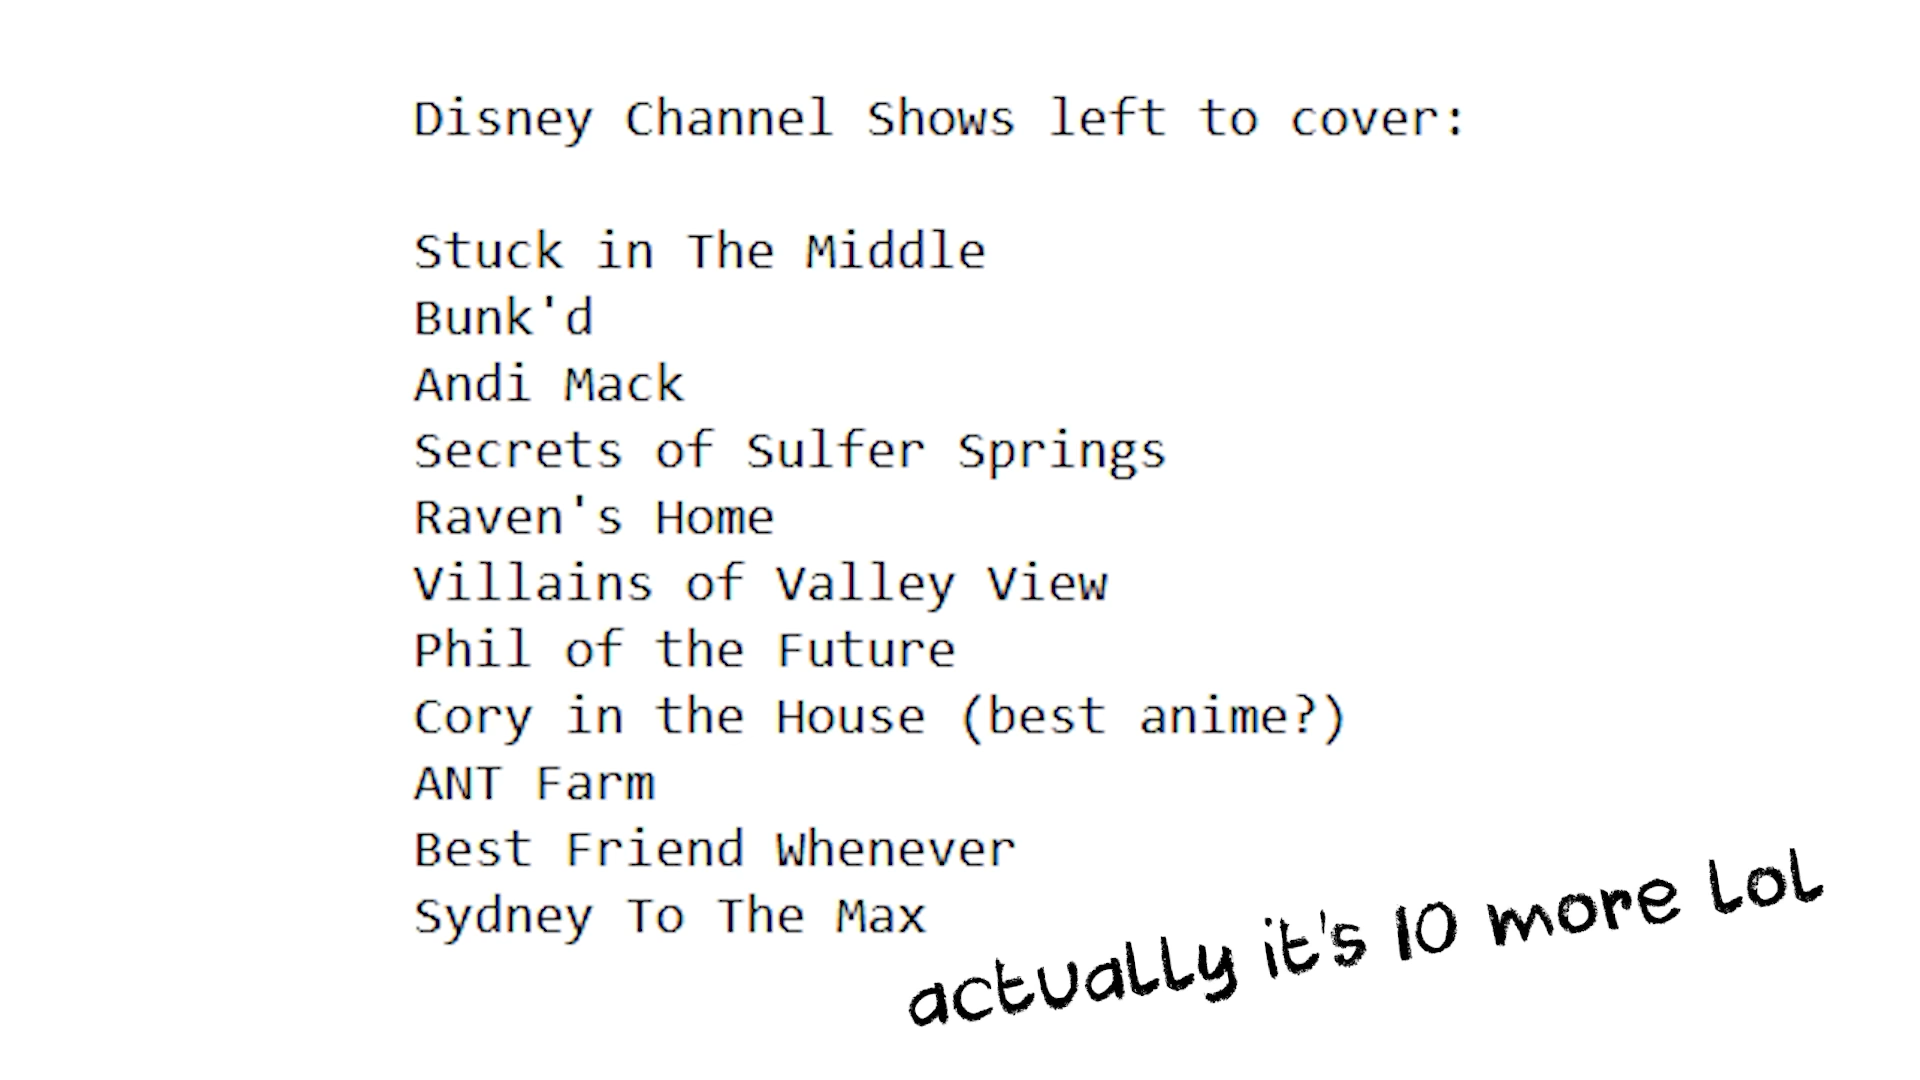 Disney Channel Shows left to cover:
Stuck in The Middle
Bunk'd
Andi Mack
Secrets of Sulfer Springs
Raven's Home
Villains of Valley View
Phil of the Future
Cory in the House (best anime?)
ANT Farm
Best Friend Whenever
Sydney To The Max
actually it's 10 more LoL